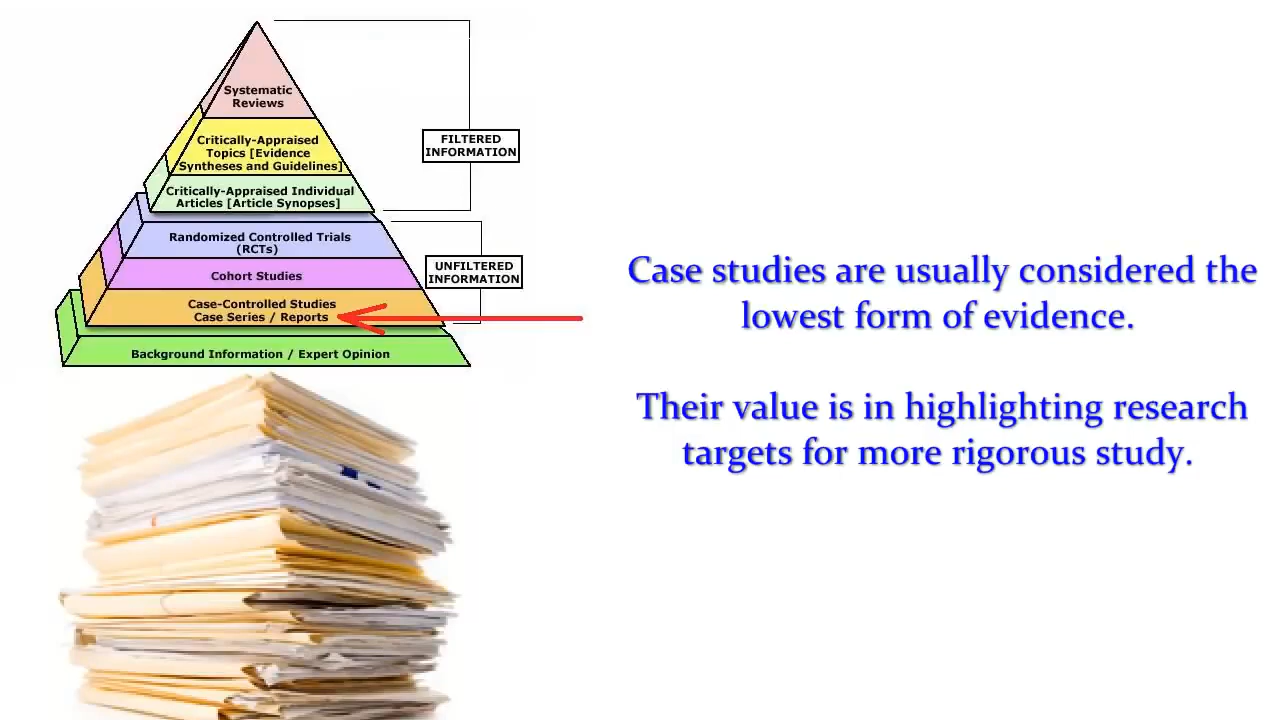 Systematic
Reviews
Critically-Appraised
Topics [Evidence
Syntheses and Guidelines]
Critically-Appraised Individual
Articles [Article Synopses]
Randomized Controlled Trials
(RCTs)
Cohort Studies
Case-Controlled Studies
Case Series / Reports
Background Information / Expert Opinion
FILTERED
INFORMATION
UNFILTERED
INFORMATION
Case studies are usually considered the
lowest form of evidence.
Their value is in highlighting research
targets for more rigorous study.